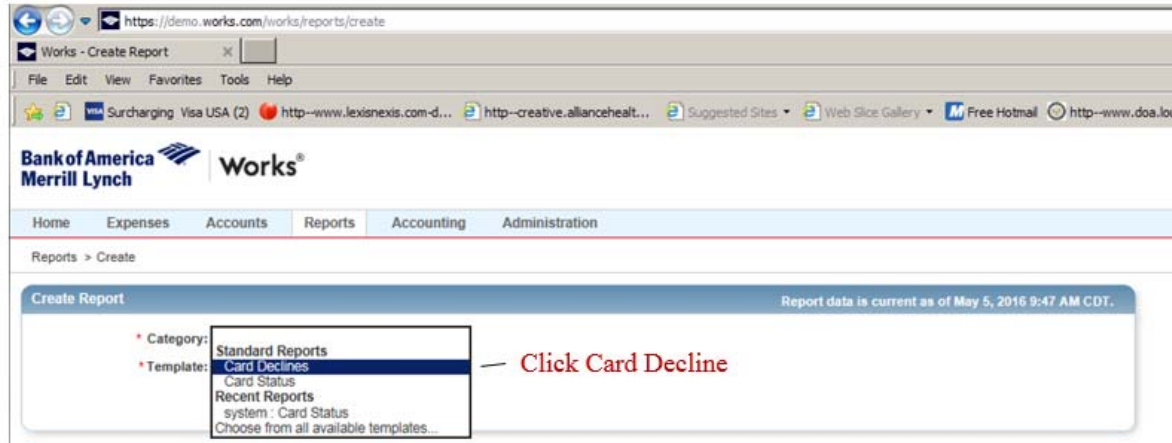 https://demo.works.com/works/reports/create
Works - Create Report
File Edit View Favorites Tools Help
VISA Surcharging Visa USA (2) http--www.lexisnexis.com-d... http--creative.alliancehealt... Suggested Sites Web Slice Gallery Free Hotmail http--www.doa.lou
Bank of America
Merrill Lynch
Works®
Home Expenses Accounts Reports Accounting Administration
Reports > Create
Create Report Report data is current as of May 5, 2016 9:47 AM CDT.
* Category:
Standard Reports
* Template: Card Declines
Click Card Decline
Card Status
Recent Reports
system : Card Status
Choose from all available templates...